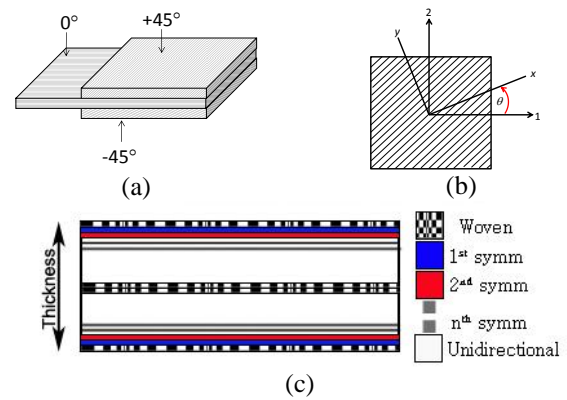 0°
+45°
-45°
(a)
2
y
x
θ
1
(b)
Thickness
Woven
1st symm
2nd symm
nth symm
Unidirectional
(c)